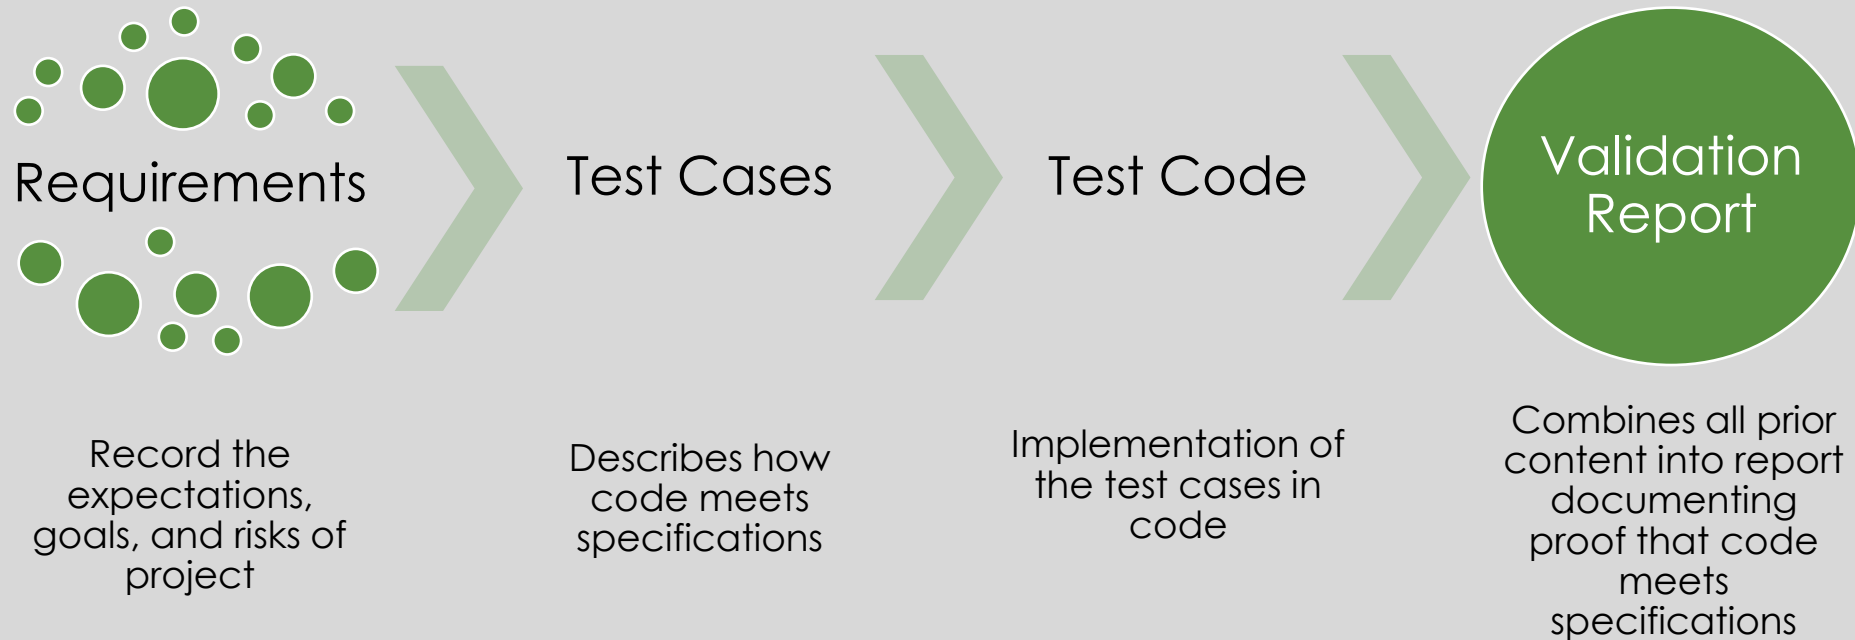 Requirements
Test Cases
Test Code
Validation
Report
Record the
expectations,
goals, and risks of
project
Describes how
code meets
specifications
Implementation of
the test cases in
code
Combines all prior
content into report
documenting
proof that code
meets
specifications